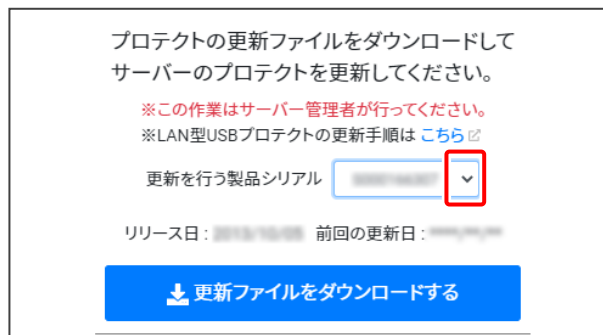 プロテクトの更新ファイルをダウンロードして
サーバーのプロテクトを更新してください。
※この作業はサーバー管理者が行ってください。
※LAN型USBプロテクトの更新手順は こちら
更新を行う製品シリアル
リリース日 : 前回の更新日 :
更新ファイルをダウンロードする